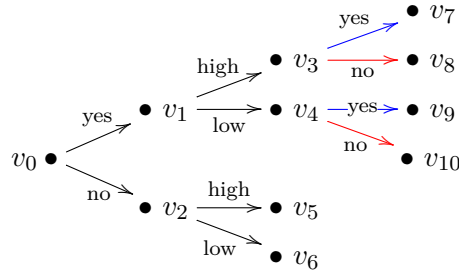 yes v₇
high v₃ no v₈
yes v₁ low v₄ yes v₉
v₀ no v₁₀
no v₂ high v₅
low v₆